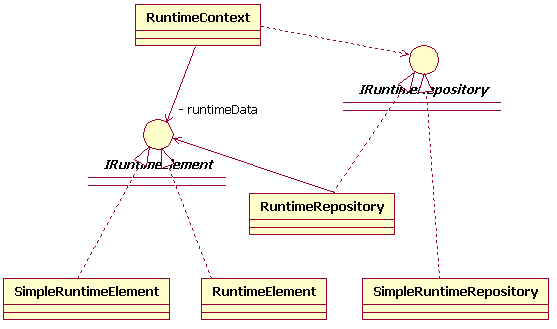 RuntimeContext
IRuntimeRepository
- runtimeData
IRuntimeElement
RuntimeRepository
SimpleRuntimeElement
RuntimeElement
SimpleRuntimeRepository